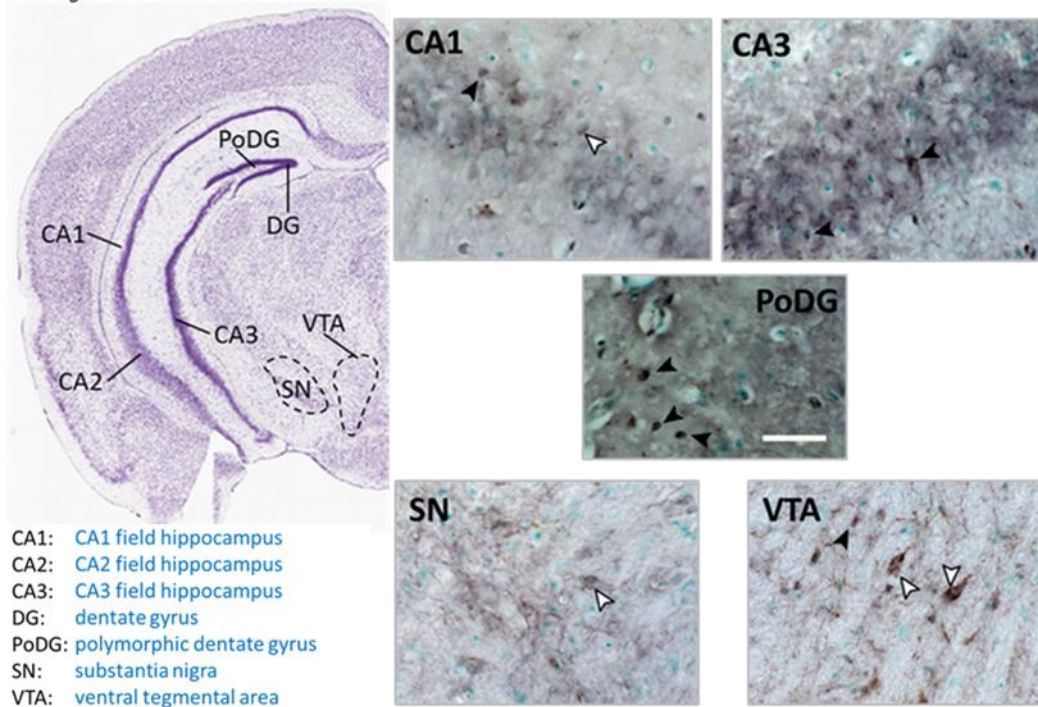 PoDG
DG
CA1
CA3
VTA
CA2
SN
CA1: CA1 field hippocampus
CA2: CA2 field hippocampus
CA3: CA3 field hippocampus
DG: dentate gyrus
PoDG: polymorphic dentate gyrus
SN: substantia nigra
VTA: ventral tegmental area
CA1
CA3
PoDG
SN
VTA